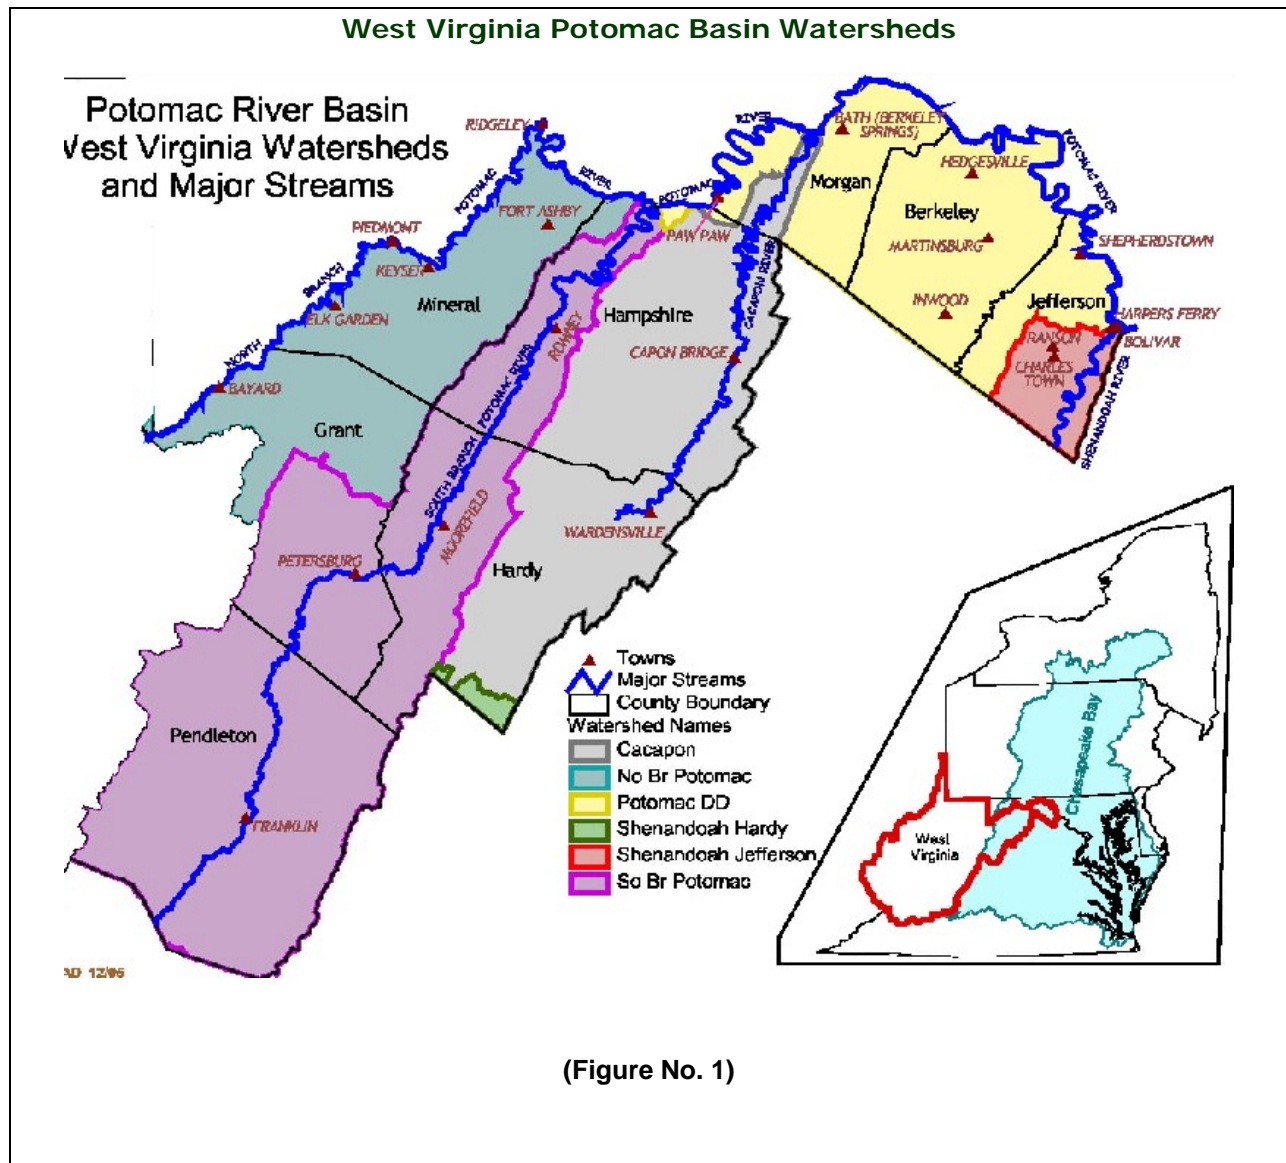 West Virginia Potomac Basin Watersheds
Potomac River Basin
West Virginia Watersheds
and Major Streams
RIDGELEY
RIVER
BATH (BERKELEY
SPRINGS)
POTOMAC RIVER
HEDGESVILLE
POTOMAC
RIVER
POTOMAC
Morgan
Berkeley
FORT ASHBY
PIEDMONT
PAW PAW
MARTINSBURG
SHEPHERDSTOWN
KEYSER
BRANCH
Mineral
CACAPON RIVER
ELK GARDEN
Hampshire
INWOOD
Jefferson
HARPERS FERRY
ROMNEY
RANSON
BOLIVAR
NORTH
CAPON BRIDGE
CHARLES
TOWN
BAYARD
SHENANDOAH RIVER
Grant
SOUTH BRANCH POTOMAC RIVER
MOOREFIELD
WARDENSVILLE
PETERSBURG
Hardy
Towns
Major Streams
County Boundary
Watershed Names
Cacapon
No Br Potomac
Potomac DD
Shenandoah Hardy
Shenandoah Jefferson
So Br Potomac
Pendleton
FRANKLIN
Chesapeake Bay
West
Virginia
AD 12/05
(Figure No. 1)